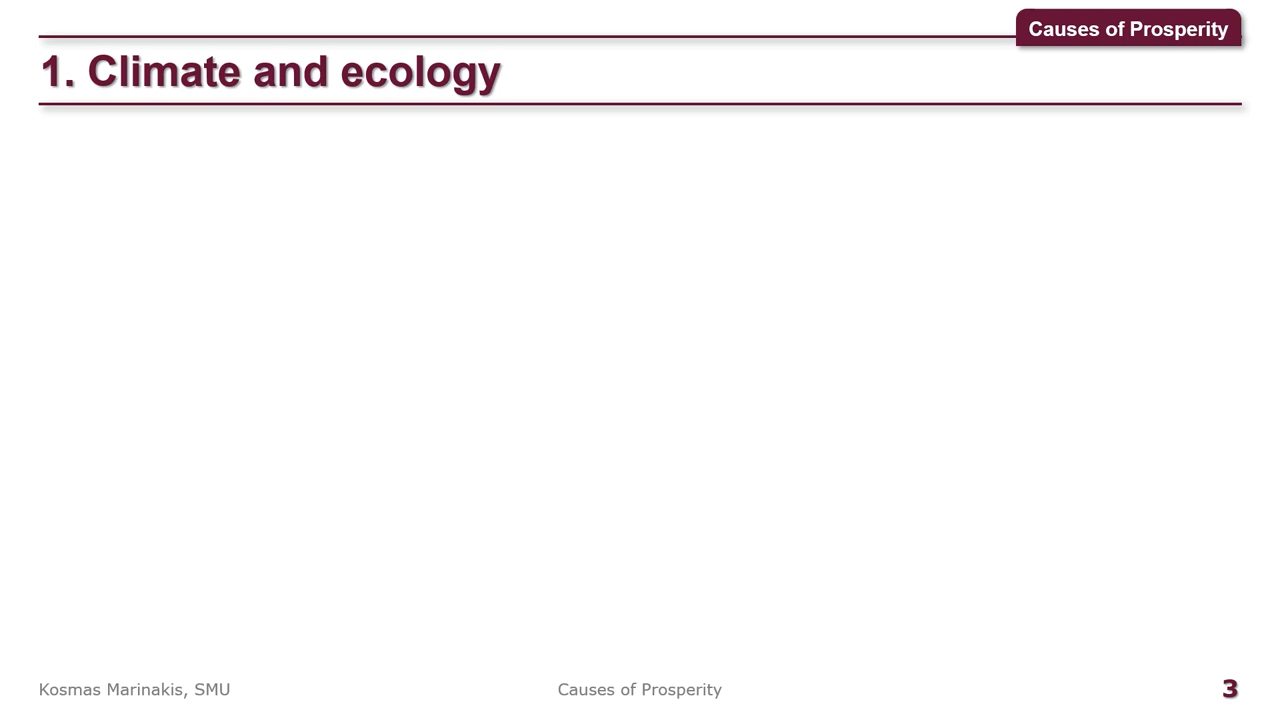 Causes of Prosperity
1. Climate and ecology
Kosmas Marinakis, SMU
Causes of Prosperity
3